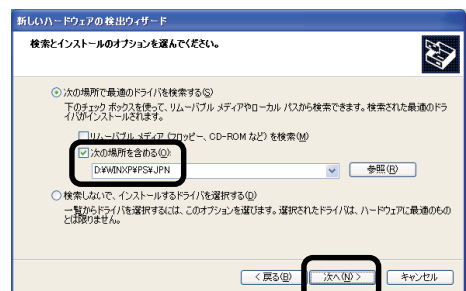 新しいハードウェアの検出ウィザード
検索とインストールのオプションを選んでください。
次の場所で最適のドライバを検索する(S)
下のチェック ボックスを使って、リムーバブル メディアやローカル パスから検索できます。検索された最適のドラ
イバがインストールされます。
リムーバブル メディア (フロッピー、CD-ROM など) を検索(M)
次の場所を含める(O):
D:¥WINXP¥PS¥JPN
参照(R)
検索しないで、インストールするドライバを選択する(D)
一覧からドライバを選択するには、このオプションを選びます。選択されたドライバは、ハードウェアに最適のもの
とは限りません。
< 戻る(B)
次へ(N) >
キャンセル